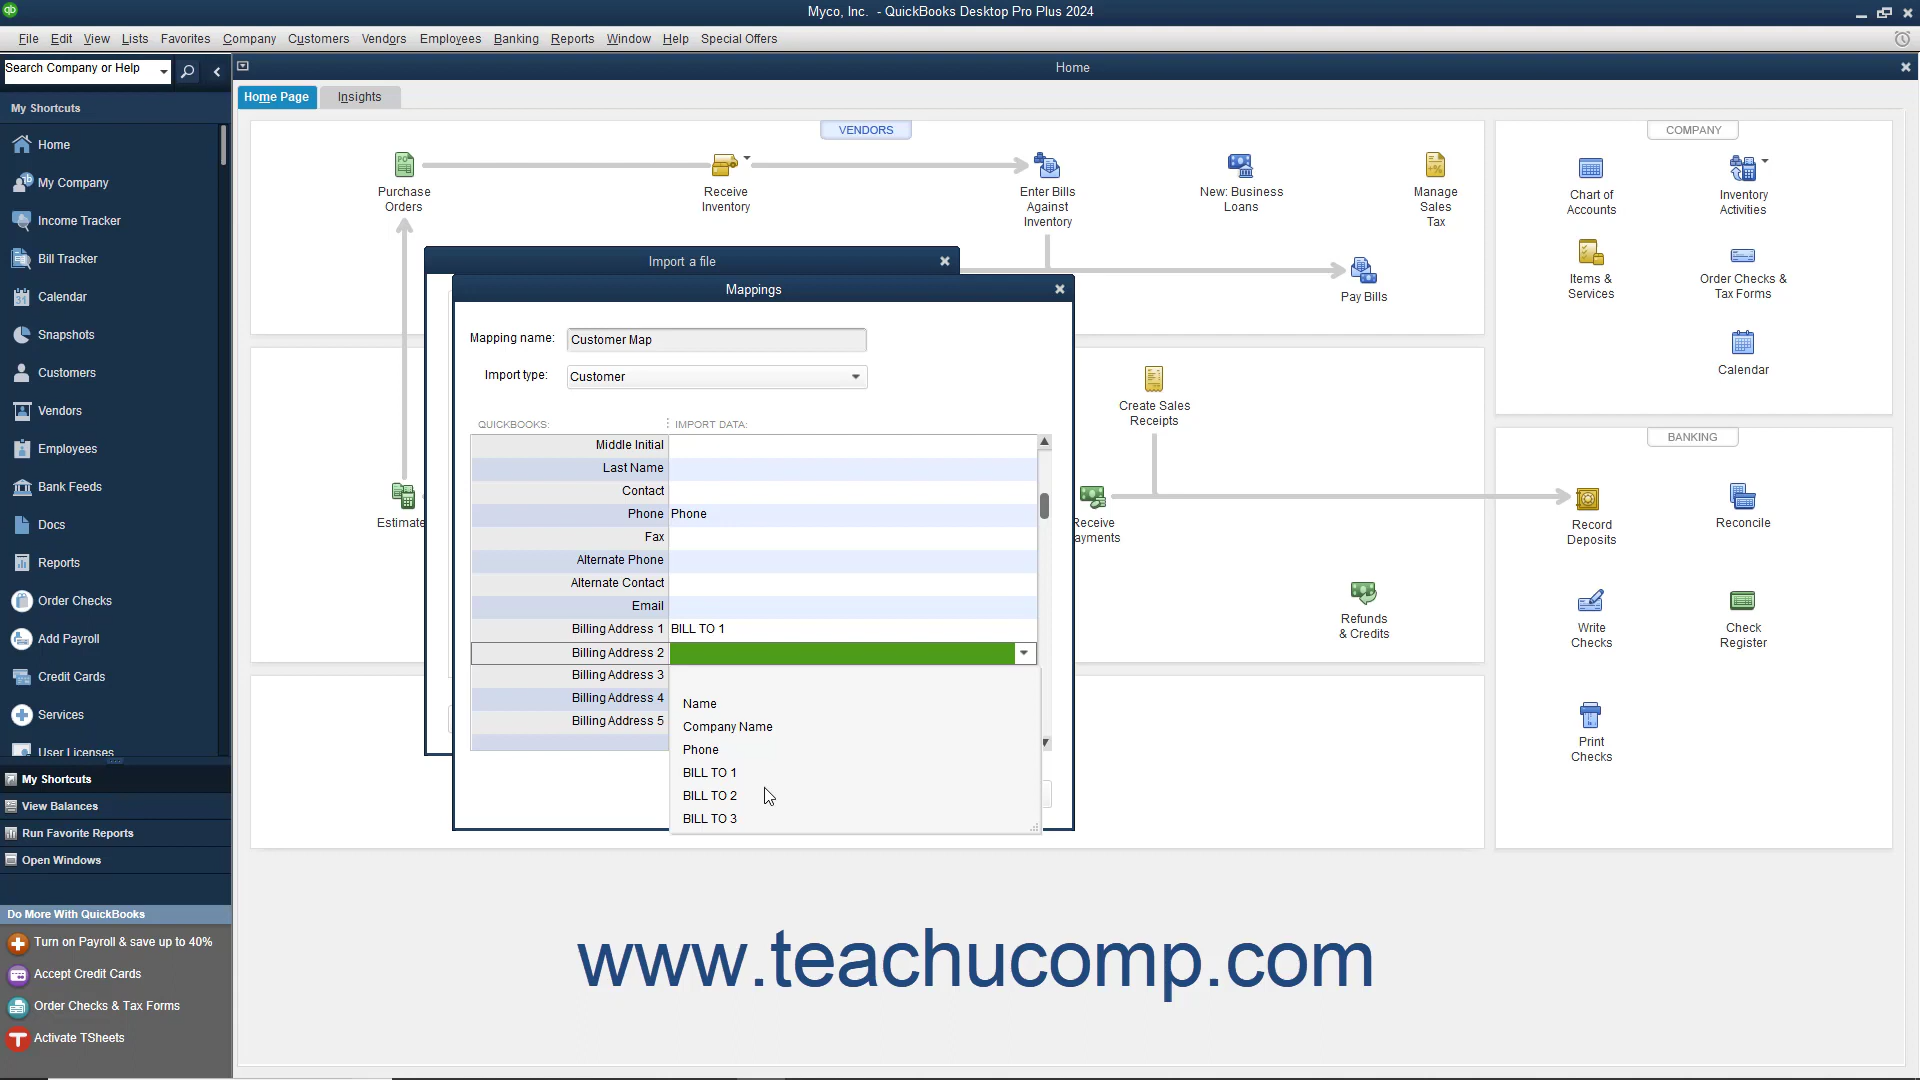 Myco, Inc. - QuickBooks Desktop Pro Plus 2024
File Edit View Lists Favorites Company Customers Vendors Employees Banking Reports Window Help Special Offers
Search Company or Help
Home
My Shortcuts
Home
My Company
Income Tracker
Bill Tracker
Calendar
Snapshots
Customers
Vendors
Employees
Bank Feeds
Docs
Reports
Order Checks
Add Payroll
Credit Cards
Services
User Licenses
My Shortcuts
View Balances
Run Favorite Reports
Open Windows
Do More With QuickBooks
Turn on Payroll & save up to 40%
Accept Credit Cards
Order Checks & Tax Forms
Activate TSheets
Home Page Insights
VENDORS
Purchase
Orders
Receive
Inventory
Enter Bills
Against
Inventory
New: Business
Loans
Manage
Sales
Tax
Pay Bills
Estimate
Create Sales
Receipts
Receive
ayments
Refunds
& Credits
COMPANY
Chart of
Accounts
Inventory
Activities
Items &
Services
Order Checks &
Tax Forms
Calendar
BANKING
Record
Deposits
Reconcile
Write
Checks
Check
Register
Print
Checks
Import a file
Mappings
Mapping name: Customer Map
Import type: Customer
QUICKBOOKS: IMPORT DATA:
Middle Initial
Last Name
Contact
Phone Phone
Fax
Alternate Phone
Alternate Contact
Email
Billing Address 1 BILL TO 1
Billing Address 2
Billing Address 3
Billing Address 4
Billing Address 5
Name
Company Name
Phone
BILL TO 1
BILL TO 2
BILL TO 3
www.teachucomp.com